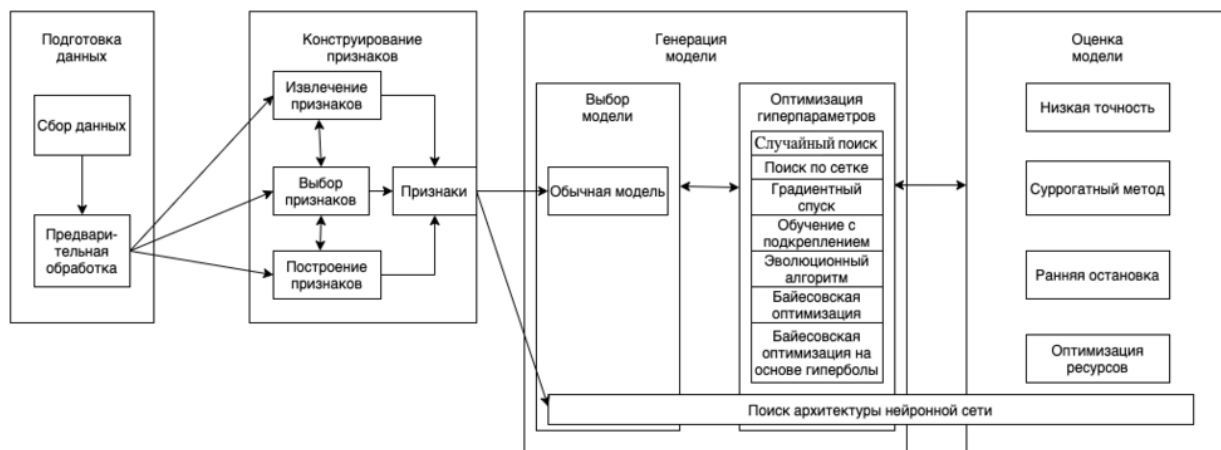 Подготовка
данных
Сбор данных
Предвари-
тельная
обработка
Конструирование
признаков
Извлечение
признаков
Выбор
признаков
Построение
признаков
Признаки
Генерация
модели
Выбор
модели
Обычная модель
Оптимизация
гиперпараметров
Случайный поиск
Поиск по сетке
Градиентный
спуск
Обучение с
подкреплением
Эволюционный
алгоритм
Байесовская
оптимизация
Байесовская
оптимизация на
основе гиперболы
Поиск архитектуры нейронной сети
Оценка
модели
Низкая точность
Суррогатный метод
Ранняя остановка
Оптимизация
ресурсов